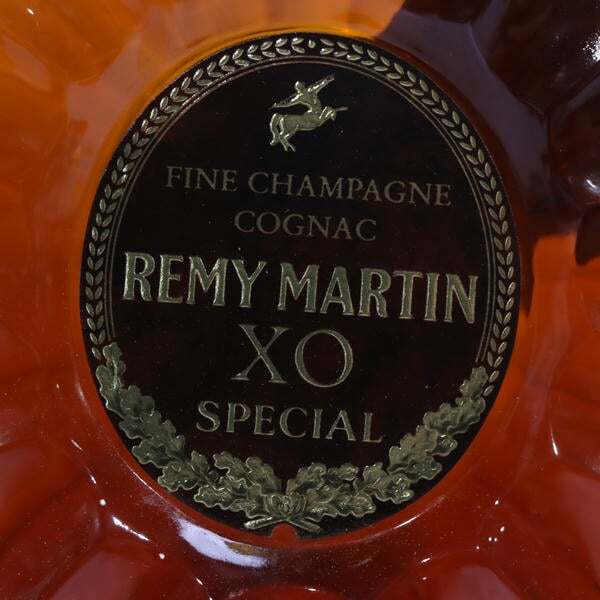 FINE CHAMPAGNE
COGNAC
REMY MARTIN
XO
SPECIAL